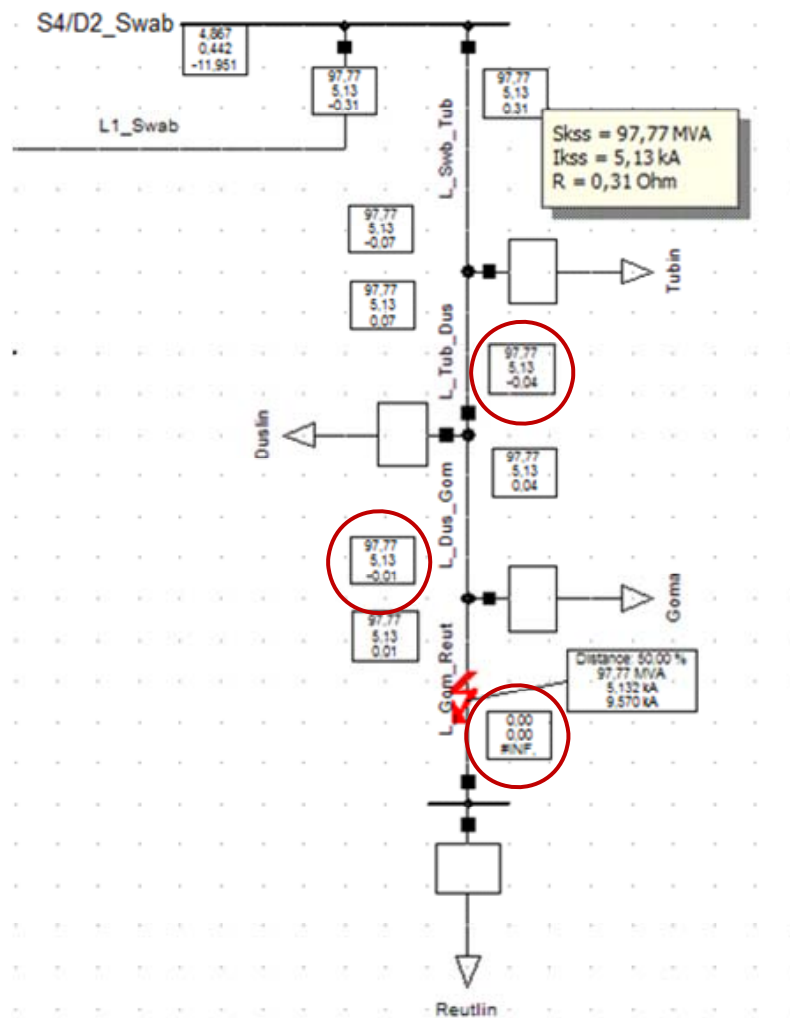 S4/D2_Swab
4,867
0,442
-11,951
97,77
5,13
-0,31
97,77
5,13
0,31
L1_Swab
L_Swb_Tub
Skss = 97,77 MVA
Ikss = 5,13 kA
R = 0,31 Ohm
97,77
5,13
-0,07
Tubin
97,77
5,13
0,07
L_Tub_Dus
97,77
5,13
-0,04
Duslin
97,77
5,13
0,04
L_Dus_Gom
97,77
5,13
-0,01
Goma
97,77
5,13
0,01
L_Gom_Reut
Distance: 50,00 %
97,77 MVA
5,132 kA
9,570 kA
0,00
0,00
#INF,
Reutlin